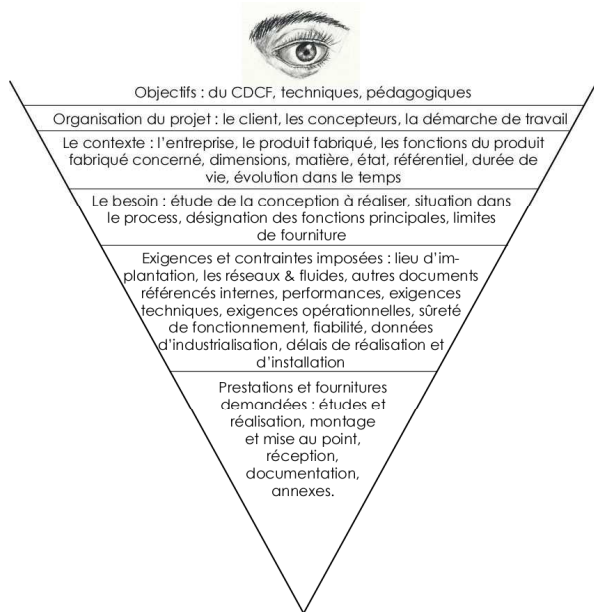 Objectifs : du CDCF, techniques, pédagogiques
Organisation du projet : le client, les concepteurs, la démarche de travail
Le contexte : l'entreprise, le produit fabriqué, les fonctions du produit
fabriqué concerné, dimensions, matière, état, référentiel, durée de
vie, évolution dans le temps
Le besoin : étude de la conception à réaliser, situation dans
le process, désignation des fonctions principales, limites
de fourniture
Exigences et contraintes imposées : lieu d'im-
plantation, les réseaux & fluides, autres documents
référencés internes, performances, exigences
techniques, exigences opérationnelles, sûreté
de fonctionnement, fiabilité, données
d'industrialisation, délais de réalisation et
d'installation
Prestations et fournitures
demandées : études et
réalisation, montage
et mise au point,
réception,
documentation,
annexes.